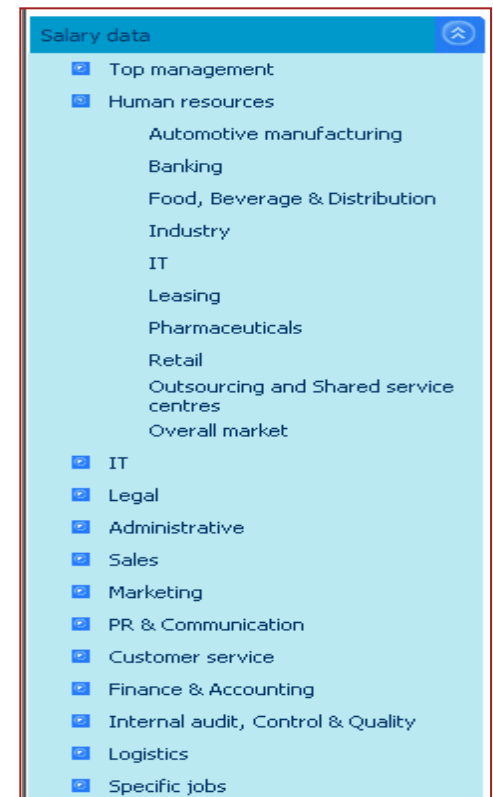 Salary data
Top management
Human resources
Automotive manufacturing
Banking
Food, Beverage & Distribution
Industry
IT
Leasing
Pharmaceuticals
Retail
Outsourcing and Shared service
centres
Overall market
IT
Legal
Administrative
Sales
Marketing
PR & Communication
Customer service
Finance & Accounting
Internal audit, Control & Quality
Logistics
Specific jobs